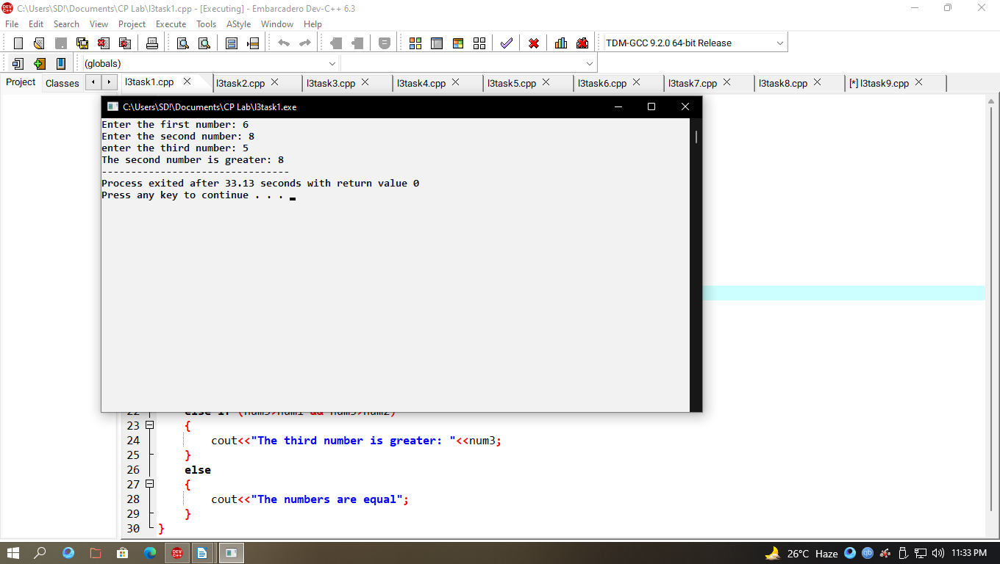 C:\Users\SD!\Documents\CP Lab\l3task1.cpp - [Executing] - Embarcadero Dev-C++ 6.3
File Edit Search View Project Execute Tools AStyle Window Help
TDM-GCC 9.2.0 64-bit Release
(globals)
Project Classes l3task1.cpp l3task2.cpp l3task3.cpp l3task4.cpp l3task5.cpp l3task6.cpp l3task7.cpp l3task8.cpp [*] l3task9.cpp
C:\Users\SD!\Documents\CP Lab\l3task1.exe
Enter the first number: 6
Enter the second number: 8
enter the third number: 5
The second number is greater: 8
--------------------------------
Process exited after 33.13 seconds with return value 0
Press any key to continue . . .
22 else if (num3>num1 && num3>num2)
23 {
24 cout<<"The third number is greater: "<<num3;
25 }
26 else
27 {
28 cout<<"The numbers are equal";
29 }
30 }
DEV C++
26°C Haze qb 11:33 PM